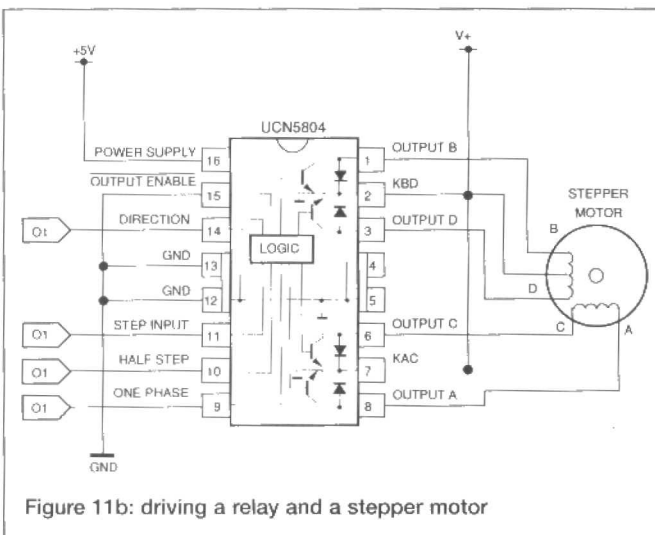 +5V
V+
UCN5804
POWER SUPPLY
16
1
OUTPUT B
OUTPUT ENABLE
15
2
KBD
STEPPER
MOTOR
DIRECTION
14
3
OUTPUT D
B
O1
LOGIC
GND
13
4
D
GND
12
5
STEP INPUT
11
6
OUTPUT C
C
A
O1
HALF STEP
10
7
KAC
O1
ONE PHASE
9
8
OUTPUT A
O1
GND
Figure 11b: driving a relay and a stepper motor